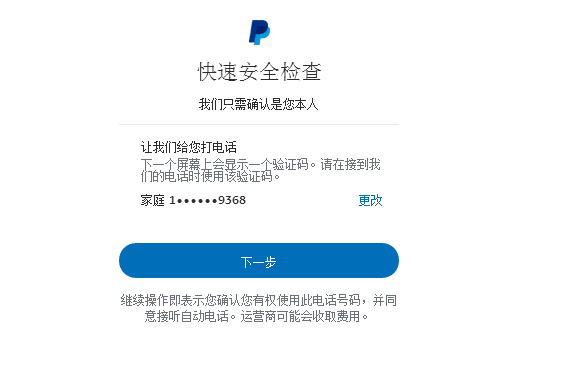 快速安全检查
我们只需确认是您本人
让我们给您打电话
下一个屏幕上会显示一个验证码。请在接到我
们的电话时使用该验证码。
家庭 1••••••9368 更改
下一步
继续操作即表示您确认您有权使用此电话号码，并同
意接听自动电话。运营商可能会收取费用。